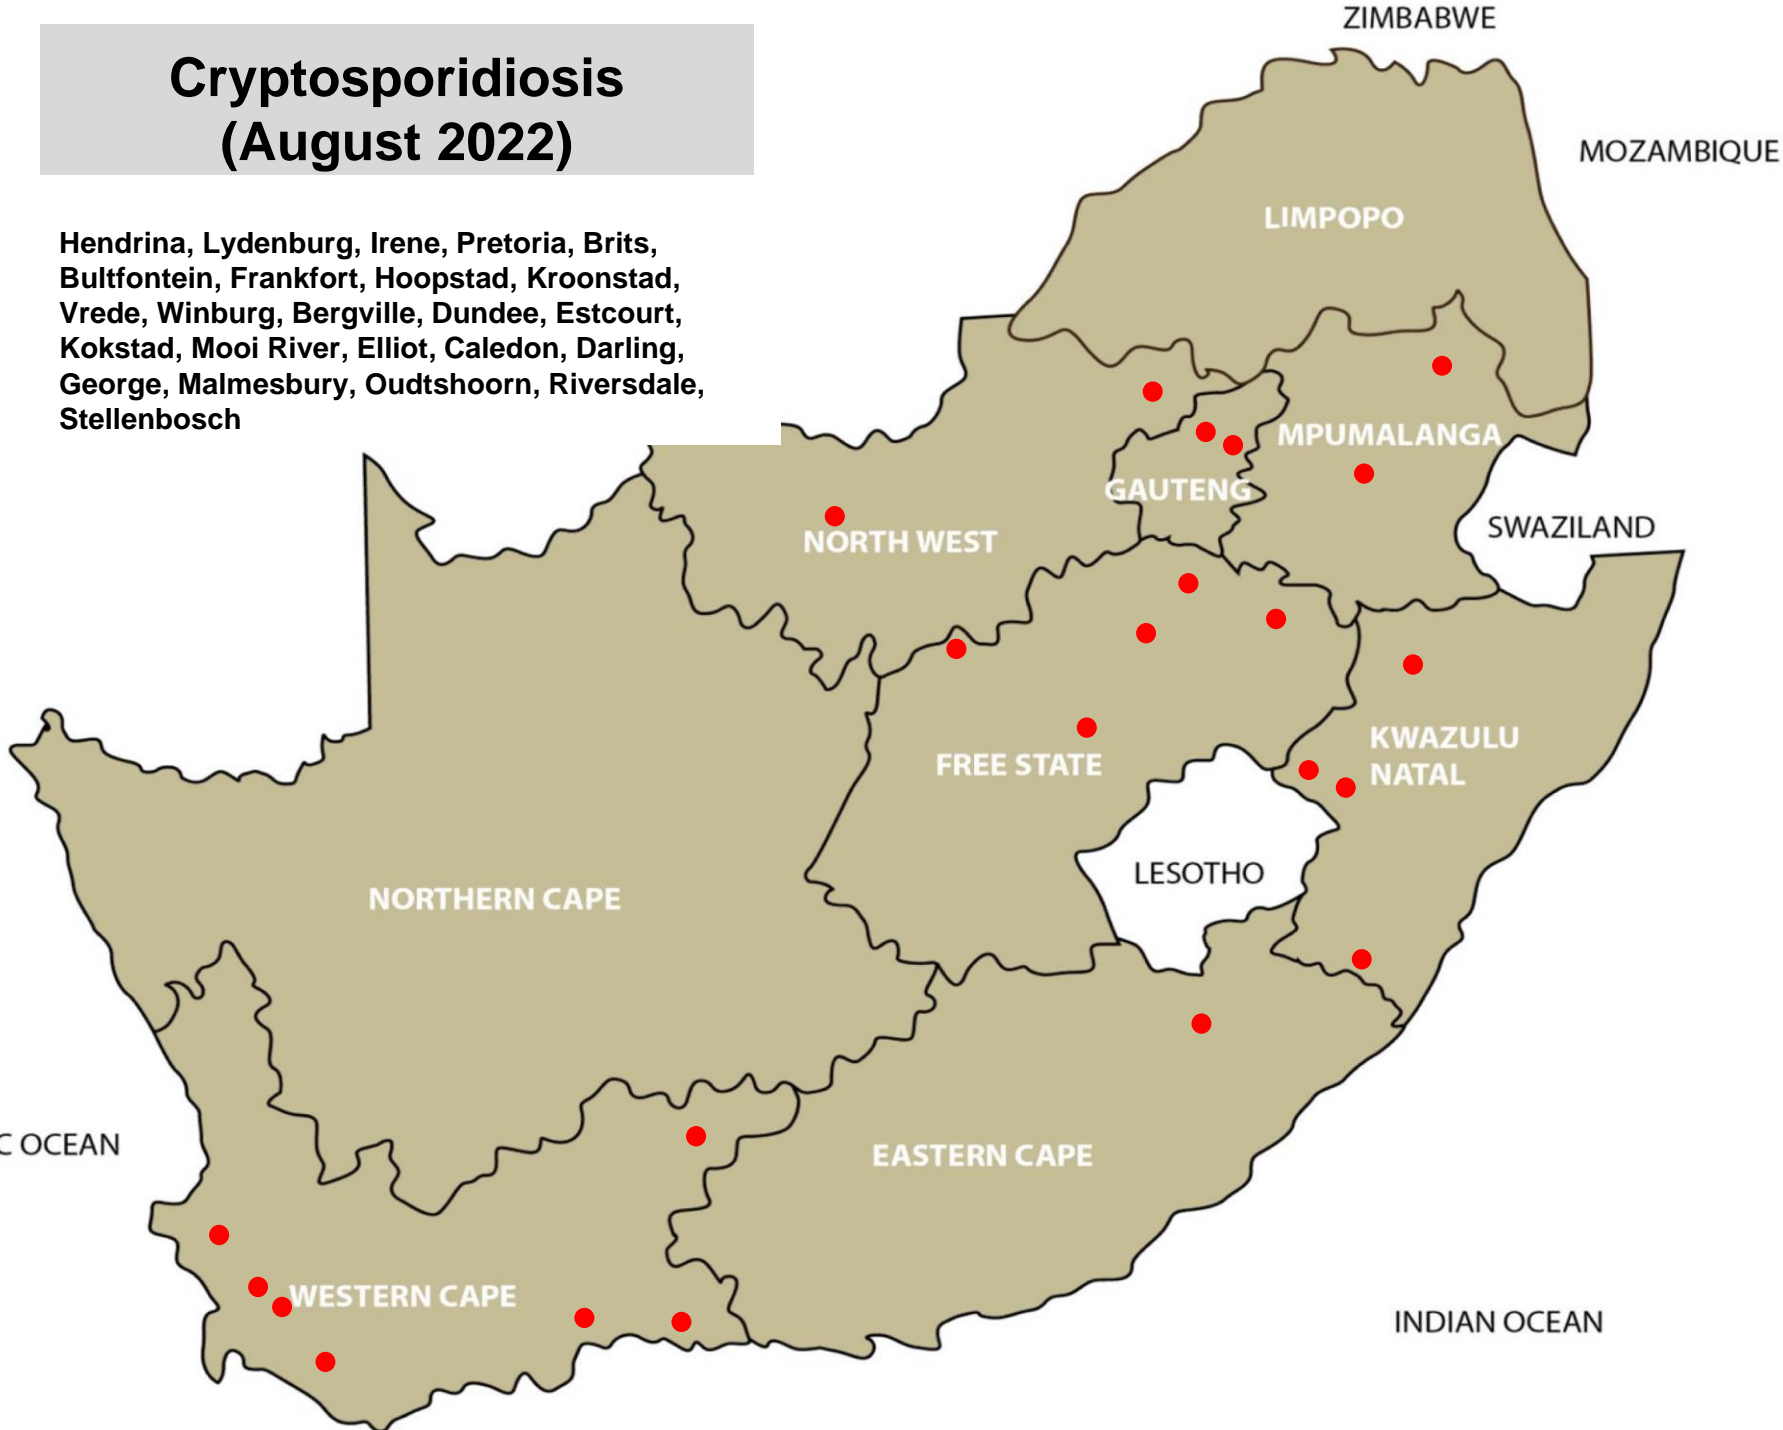 Cryptosporidiosis
(August 2022)
Hendrina, Lydenburg, Irene, Pretoria, Brits,
Bultfontein, Frankfort, Hoopstad, Kroonstad,
Vrede, Winburg, Bergville, Dundee, Estcourt,
Kokstad, Mooi River, Elliot, Caledon, Darling,
George, Malmesbury, Oudtshoorn, Riversdale,
Stellenbosch
ZIMBABWE
MOZAMBIQUE
LIMPOPO
MPUMALANGA
GAUTENG
SWAZILAND
NORTH WEST
KWAZULU
NATAL
FREE STATE
LESOTHO
NORTHERN CAPE
C OCEAN
EASTERN CAPE
WESTERN CAPE
INDIAN OCEAN